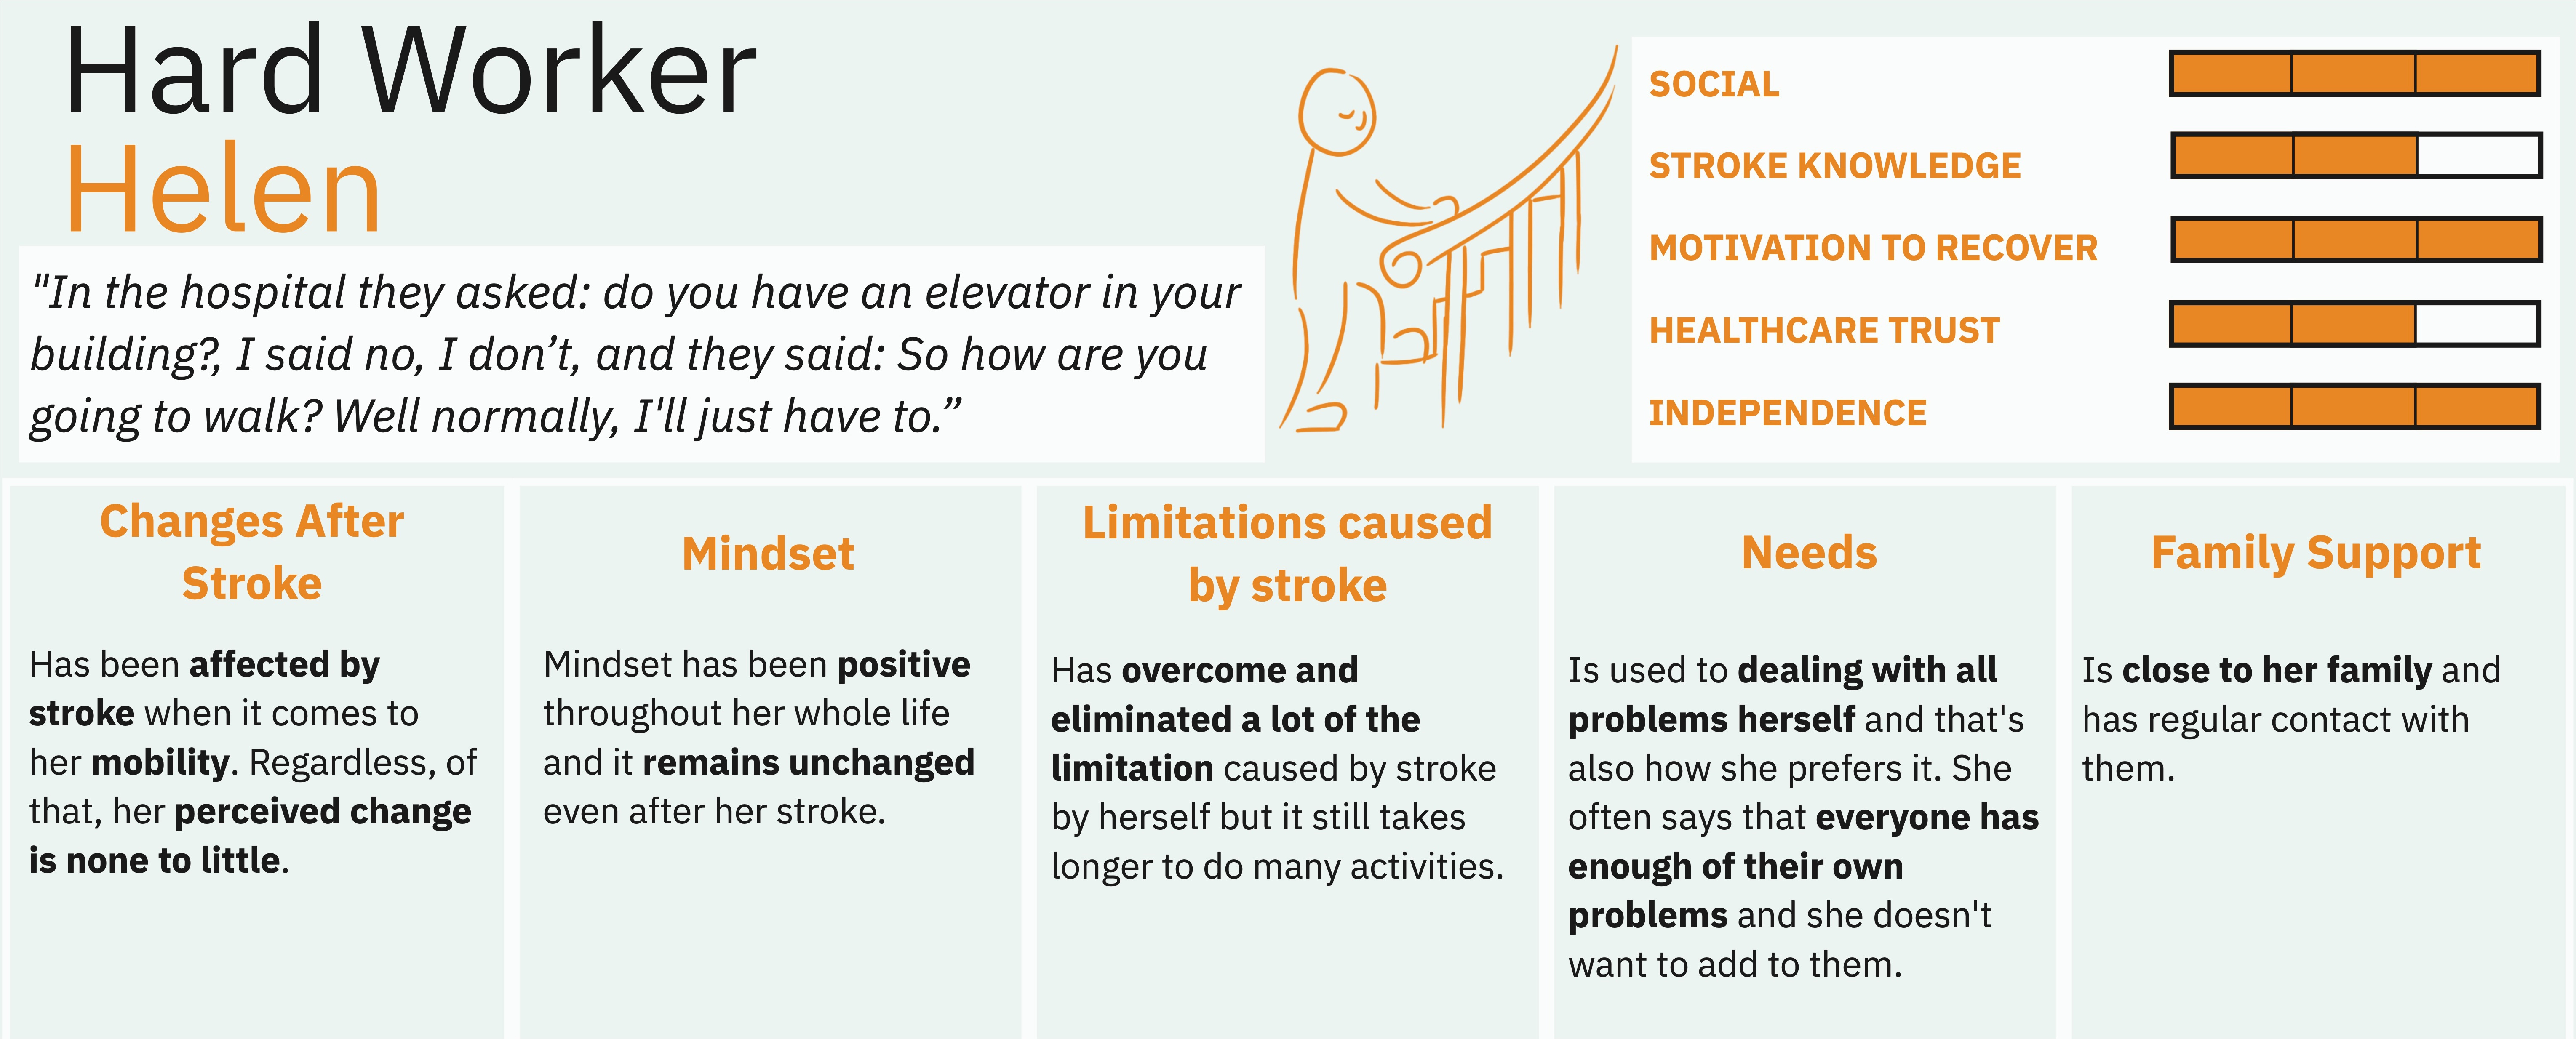 Hard Worker
Helen
"In the hospital they asked: do you have an elevator in your
building?, I said no, I don’t, and they said: So how are you
going to walk? Well normally, I'll just have to.”
SOCIAL
STROKE KNOWLEDGE
MOTIVATION TO RECOVER
HEALTHCARE TRUST
INDEPENDENCE
Changes After
Stroke
Has been affected by
stroke when it comes to
her mobility. Regardless, of
that, her perceived change
is none to little.
Mindset
Mindset has been positive
throughout her whole life
and it remains unchanged
even after her stroke.
Limitations caused
by stroke
Has overcome and
eliminated a lot of the
limitation caused by stroke
by herself but it still takes
longer to do many activities.
Needs
Is used to dealing with all
problems herself and that's
also how she prefers it. She
often says that everyone has
enough of their own
problems and she doesn't
want to add to them.
Family Support
Is close to her family and
has regular contact with
them.